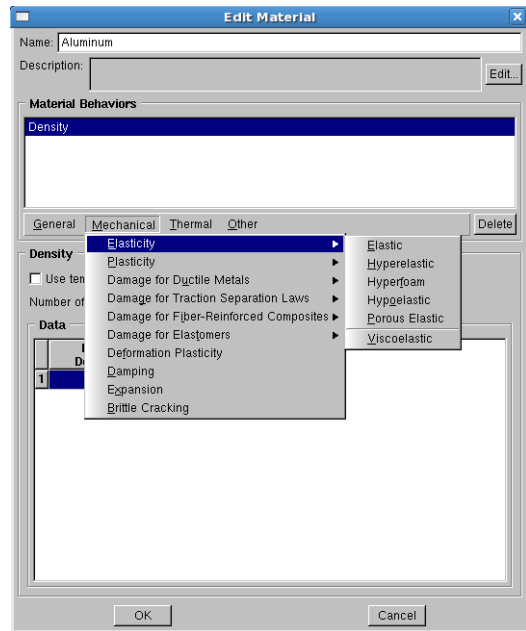 Edit Material
Name: Aluminum
Description:
Edit...
Material Behaviors
Density
General Mechanical Thermal Other Delete
Elasticity
Plasticity
Damage for Ductile Metals
Damage for Traction Separation Laws
Damage for Fiber-Reinforced Composites
Damage for Elastomers
Deformation Plasticity
Damping
Expansion
Brittle Cracking
Elastic
Hyperelastic
Hyperfoam
Hypoelastic
Porous Elastic
Viscoelastic
Density
Use
Number of
Data
1
OK Cancel